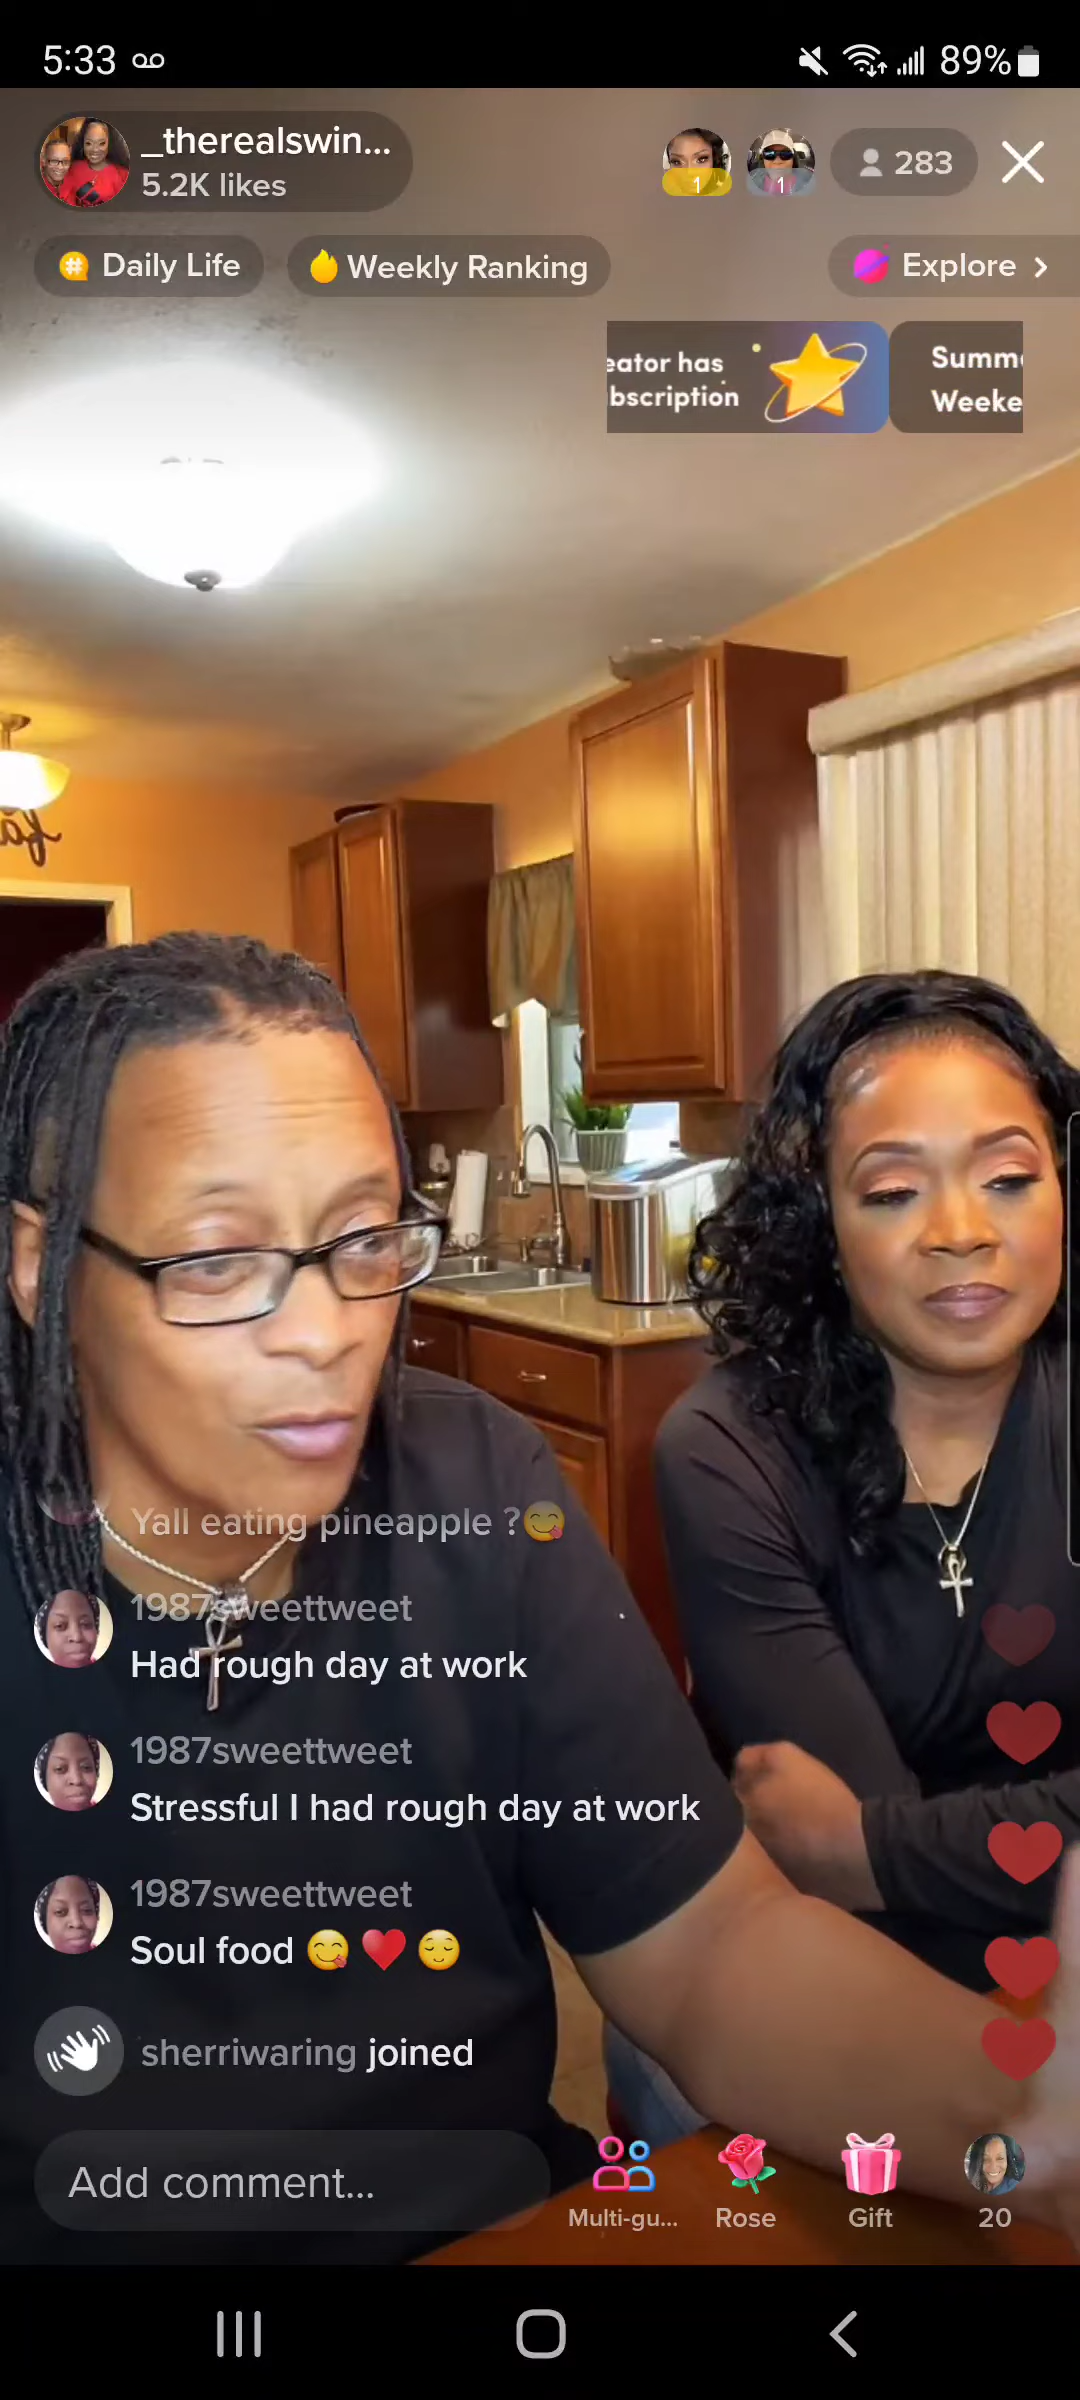 5:33
89%
_therealswin...
5.2K likes
1
1
283
Daily Life
Weekly Ranking
Explore
eator has
bscription
Summ
Weeke
Yall eating pineapple ?😋
1987sweettweet
Had rough day at work
1987sweettweet
Stressful I had rough day at work
1987sweettweet
Soul food 😋❤️😌
sherriwaring joined
Add comment...
Multi-gu...
Rose
Gift
20